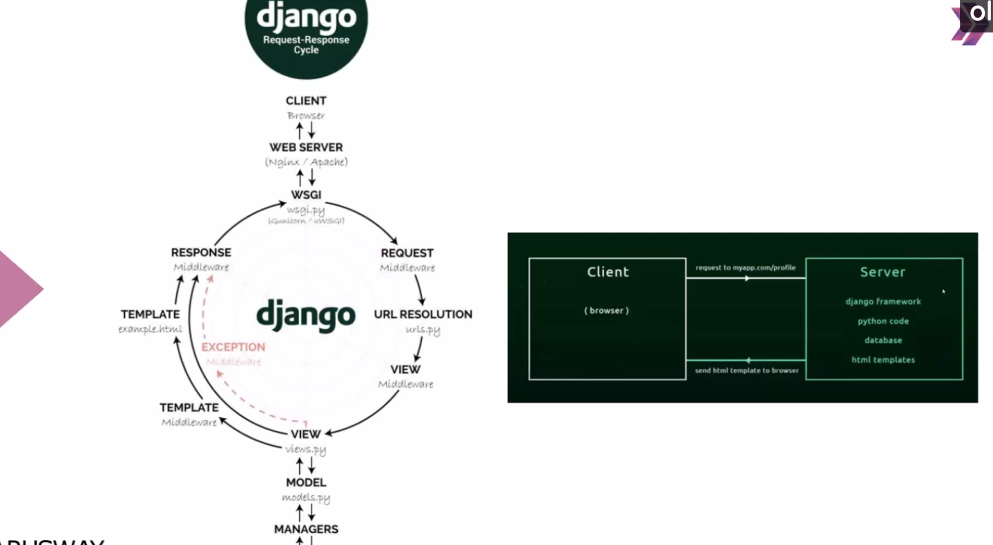 django
Request-Response
Cycle
CLIENT
Browser
WEB SERVER
(Nginx / Apache)
WSGI
wsgi.py
(Gunicorn / uWSGI)
RESPONSE
Middleware
REQUEST
Middleware
TEMPLATE
example.html
django
URL RESOLUTION
urls.py
EXCEPTION
Middleware
VIEW
Middleware
TEMPLATE
Middleware
VIEW
views.py
MODEL
models.py
MANAGERS
Client
( browser )
request to myapp.com/profile
send html template to browser
Server
django framework
python code
database
html templates